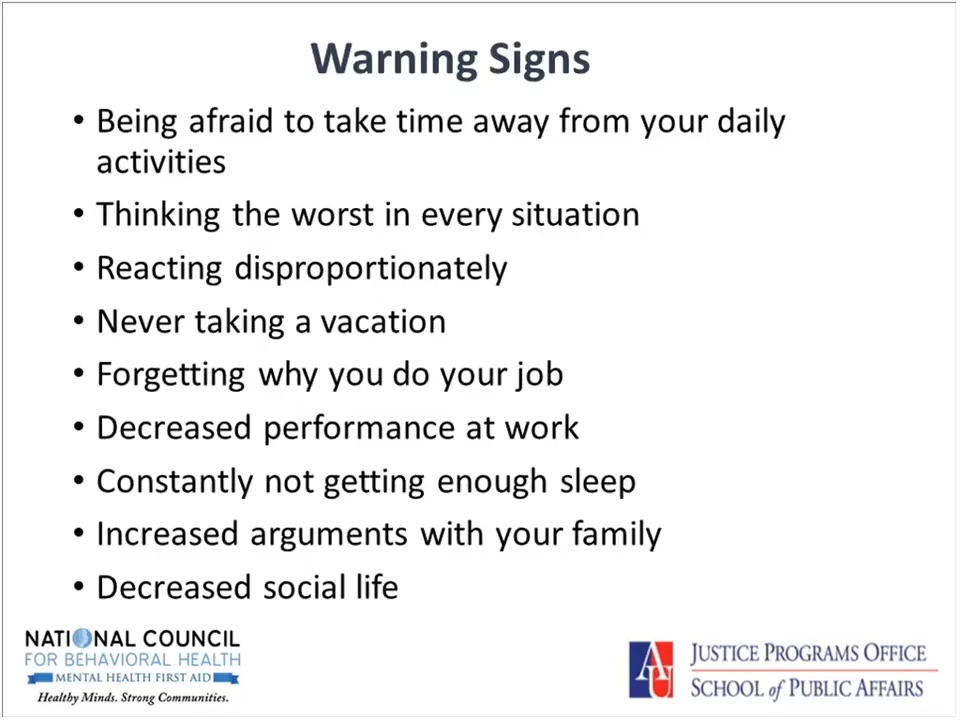 Warning Signs
• Being afraid to take time away from your daily
activities
• Thinking the worst in every situation
• Reacting disproportionately
• Never taking a vacation
• Forgetting why you do your job
• Decreased performance at work
• Constantly not getting enough sleep
• Increased arguments with your family
• Decreased social life
NATIONAL COUNCIL
FOR BEHAVIORAL HEALTH
MENTAL HEALTH FIRST AID
Healthy Minds. Strong Communities.
AU
JUSTICE PROGRAMS OFFICE
SCHOOL of PUBLIC AFFAIRS